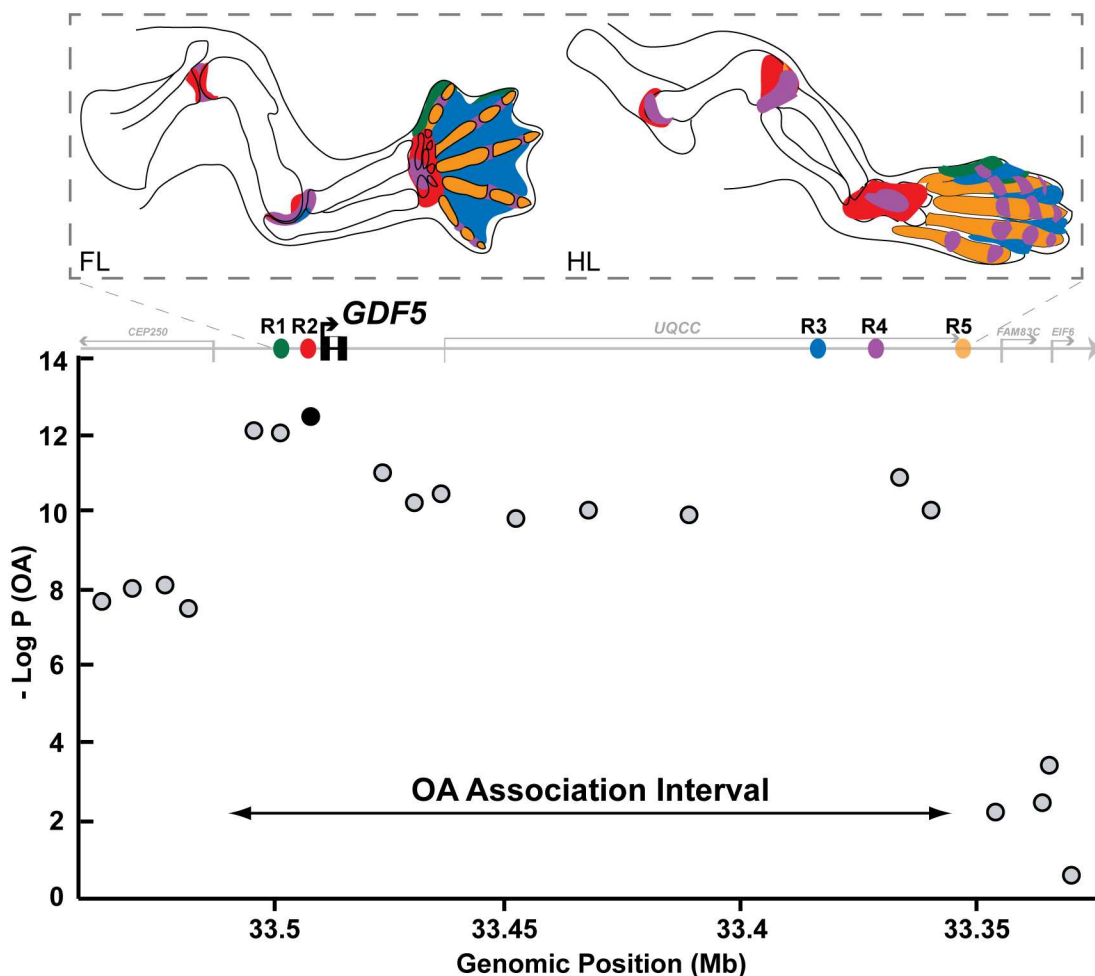 FL
HL
GDF5
CEP250
R1
R2
UQCC
R3
R4
R5
FAM83C
EIF6
14
12
10
8
6
4
2
0
- Log P (OA)
OA Association Interval
33.5
33.45
33.4
33.35
Genomic Position (Mb)